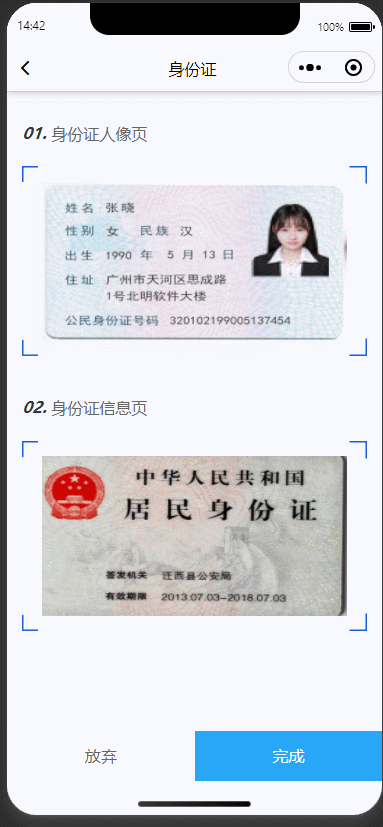 14:42
100%
身份证
01. 身份证人像页
姓名 张晓
性别 女 民族 汉
出生 1990 年 5 月 13 日
住址 广州市天河区思成路
1号北明软件大楼
公民身份证号码 320102199005137454
02. 身份证信息页
中华人民共和国
居民身份证
签发机关 迁西县公安局
有效期限 2013.07.03-2018.07.03
放弃 完成